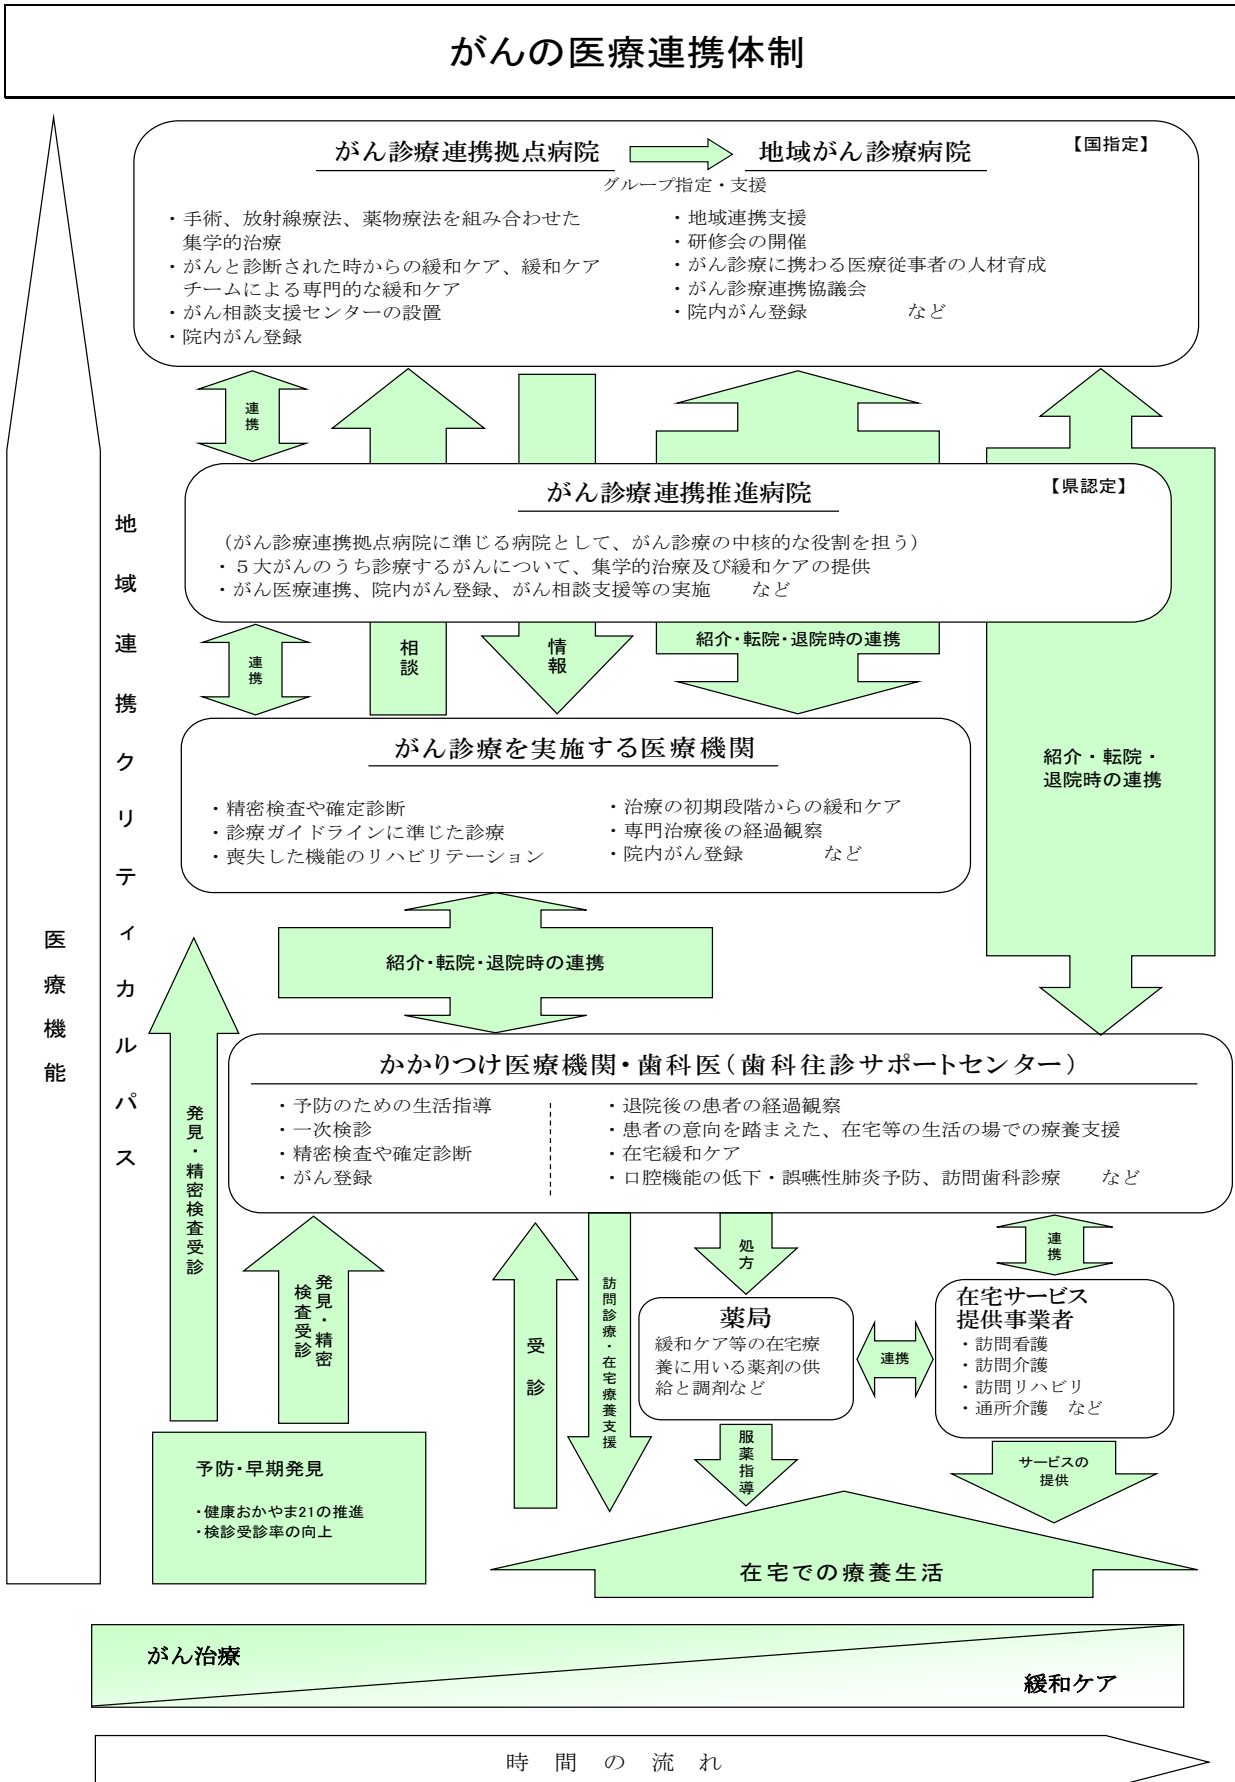 がんの医療連携体制
がん診療連携拠点病院
地域がん診療病院
【国指定】
グループ指定・支援
・手術、放射線療法、薬物療法を組み合わせた
集学的治療
・がんと診断された時からの緩和ケア、緩和ケア
チームによる専門的な緩和ケア
・がん相談支援センターの設置
・院内がん登録
・地域連携支援
・研修会の開催
・がん診療に携わる医療従事者の人材育成
・がん診療連携協議会
・院内がん登録　　　　　など
連携
がん診療連携推進病院
【県認定】
（がん診療連携拠点病院に準じる病院として、がん診療の中核的な役割を担う）
・５大がんのうち診療するがんについて、集学的治療及び緩和ケアの提供
・がん医療連携、院内がん登録、がん相談支援等の実施　　など
連携
相談
情報
紹介・転院・退院時の連携
紹介・転院・
退院時の連携
がん診療を実施する医療機関
・精密検査や確定診断
・診療ガイドラインに準じた診療
・喪失した機能のリハビリテーション
・治療の初期段階からの緩和ケア
・専門治療後の経過観察
・院内がん登録　　　　など
紹介・転院・退院時の連携
地域連携クリティカルパス
医療機能
かかりつけ医療機関・歯科医（歯科往診サポートセンター）
・予防のための生活指導
・一次検診
・精密検査や確定診断
・がん登録
・退院後の患者の経過観察
・患者の意向を踏まえた、在宅等の生活の場での療養支援
・在宅緩和ケア
・口腔機能の低下・誤嚥性肺炎予防、訪問歯科診療　　など
発見・精密検査受診
発見・精密
検査受診
受診
訪問診療・在宅療養支援
処方
連携
薬局
緩和ケア等の在宅療
養に用いる薬剤の供
給と調剤など
連携
在宅サービス
提供事業者
・訪問看護
・訪問介護
・訪問リハビリ
・通所介護　など
服薬指導
サービスの
提供
予防・早期発見
・健康おかやま21の推進
・検診受診率の向上
在宅での療養生活
がん治療
緩和ケア
時間の流れ